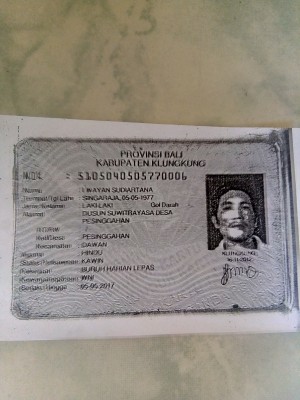 PROVINSI BALI
KABUPATEN KLUNGKUNG
NIK : 5105040505770006
Nama : I WAYAN SUDIARTANA
Tempat/Tgl Lahir : SINGARAJA, 05-05-1977
Jenis Kelamin : LAKI-LAKI Gol Darah
Alamat : DUSUN DESA
PESINGGAHAN
RT/RW
Kel/Desa : PESINGGAHAN
Kecamatan : DAWAN
Agama : HINDU
Status Perkawinan : KAWIN
Pekerjaan : BURUH HARIAN LEPAS
Kewarganegaraan : WNI
Berlaku Hingga : 05-05-2017
KLUNGKUNG